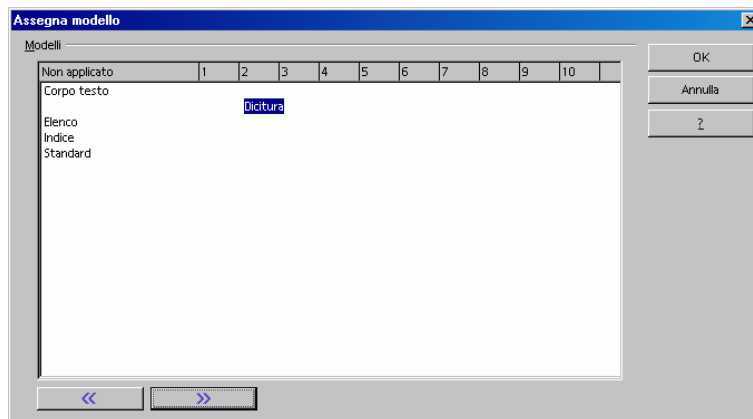 Assegna modello
Modelli
Non applicato 1 2 3 4 5 6 7 8 9 10
Corpo testo
Dicitura
Elenco
Indice
Standard
OK
Annulla
?